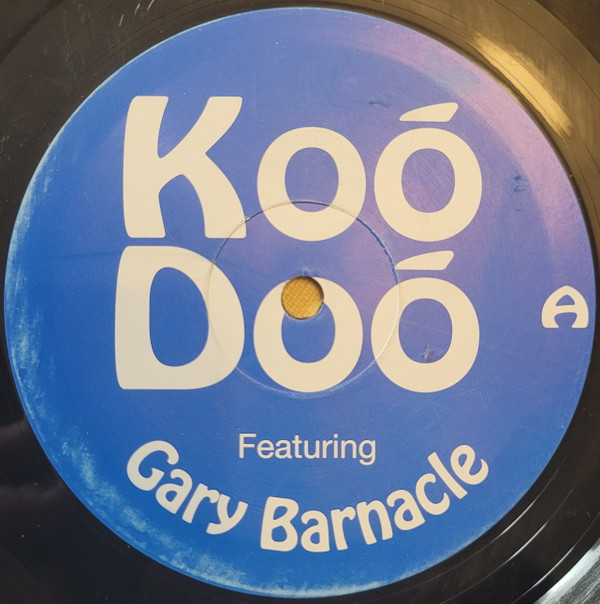 Koó
Doó
A
Featuring
Gary Barnacle